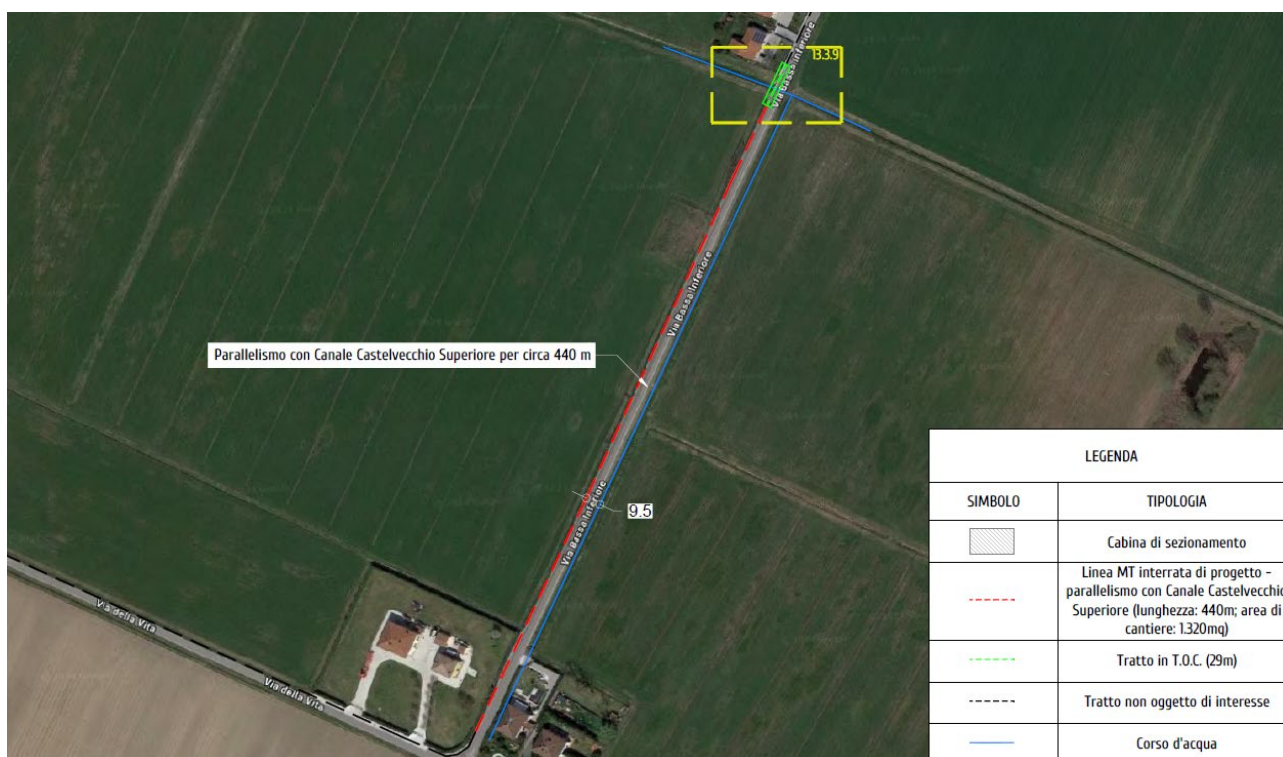 13.3.9
Via Bassa Inferiore
Via Bassa Inferiore
Parallelismo con Canale Castelvecchio Superiore per circa 440 m
9.5
Via Bassa Inferiore
Via della Vita
Via della Vita
LEGENDA
SIMBOLO TIPOLOGIA
Cabina di sezionamento
Linea MT interrata di progetto -
parallelismo con Canale Castelvecchio
Superiore (lunghezza: 440m; area di
cantiere: 1.320mq)
Tratto in T.O.C. (29m)
Tratto non oggetto di interesse
Corso d'acqua